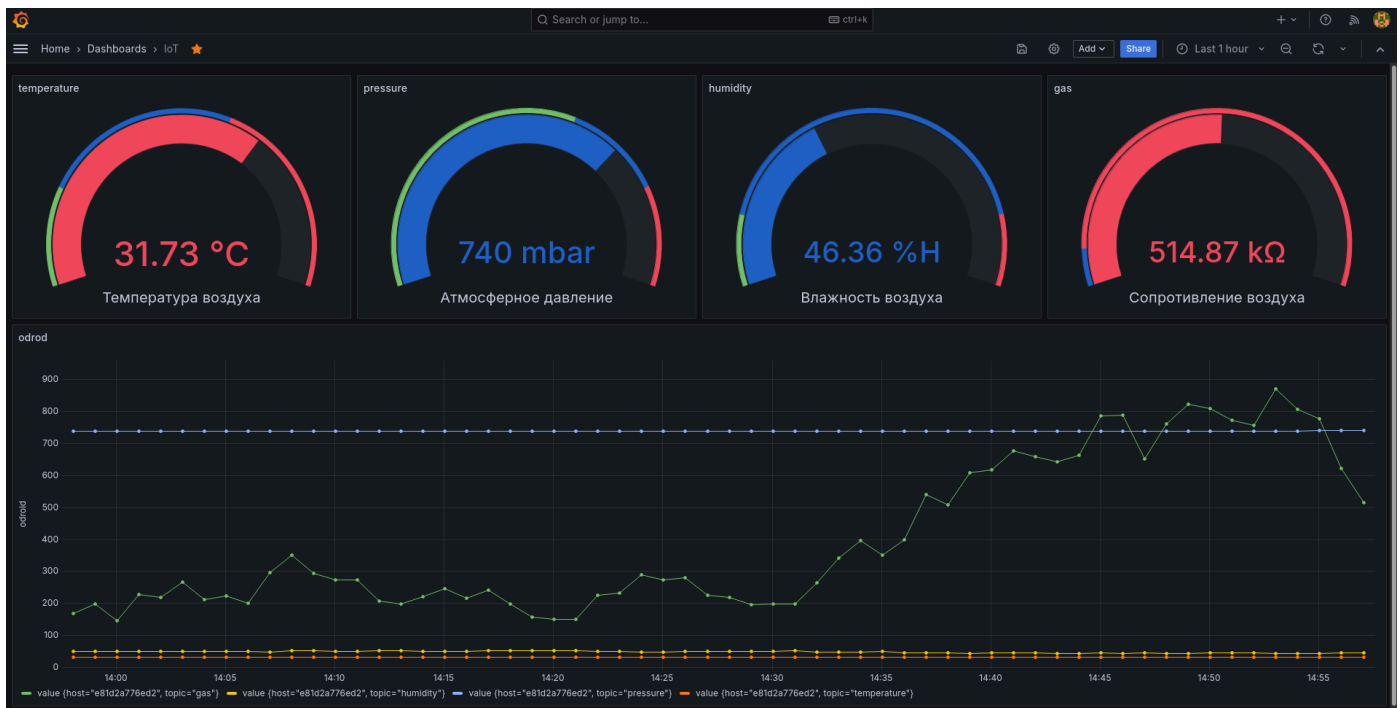 Search or jump to... ctrl+k
Home › Dashboards › IoT Add Share Last 1 hour
temperature
31.73 °C
Температура воздуха
pressure
740 mbar
Атмосферное давление
humidity
46.36 %H
Влажность воздуха
gas
514.87 kΩ
Сопротивление воздуха
odrod
odroid
900
800
700
600
500
400
300
200
100
0
14:00 14:05 14:10 14:15 14:20 14:25 14:30 14:35 14:40 14:45 14:50 14:55
value {host="e81d2a776ed2", topic="gas"} value {host="e81d2a776ed2", topic="humidity"} value {host="e81d2a776ed2", topic="pressure"} value {host="e81d2a776ed2", topic="temperature"}